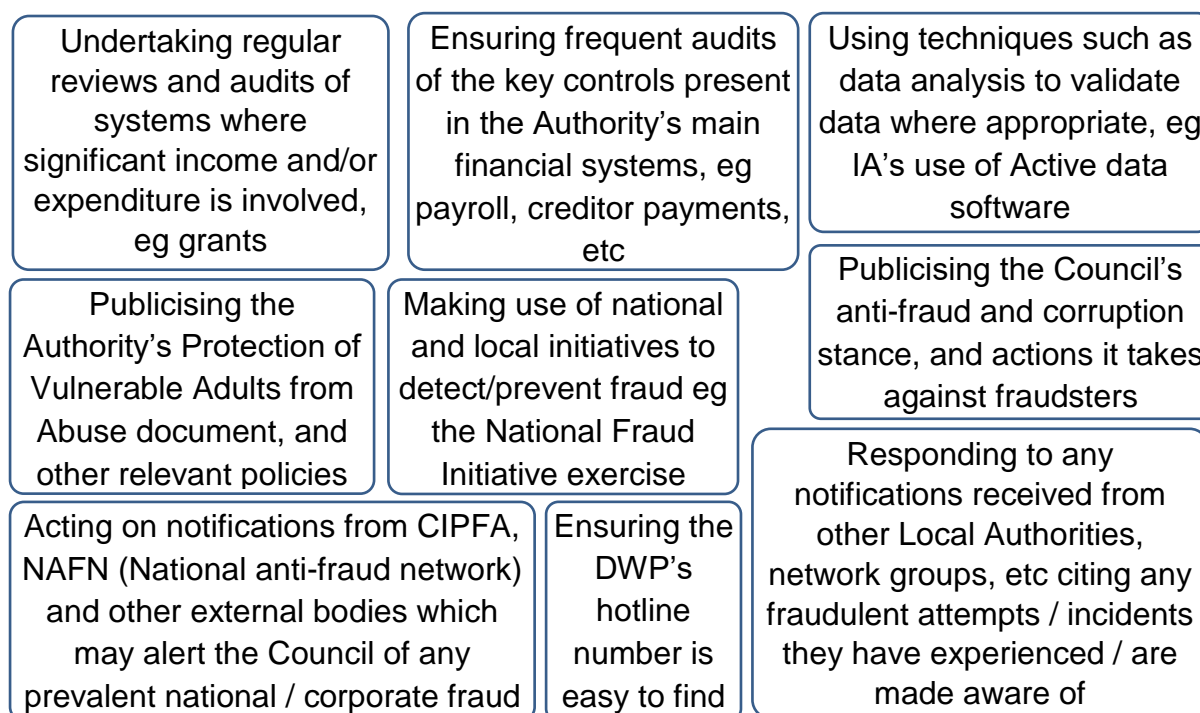 Undertaking regular
reviews and audits of
systems where
significant income and/or
expenditure is involved,
eg grants
Ensuring frequent audits
of the key controls present
in the Authority’s main
financial systems, eg
payroll, creditor payments,
etc
Using techniques such as
data analysis to validate
data where appropriate, eg
IA’s use of Active data
software
Publicising the
Authority’s Protection of
Vulnerable Adults from
Abuse document, and
other relevant policies
Making use of national
and local initiatives to
detect/prevent fraud eg
the National Fraud
Initiative exercise
Publicising the Council’s
anti-fraud and corruption
stance, and actions it takes
against fraudsters
Acting on notifications from CIPFA,
NAFN (National anti-fraud network)
and other external bodies which
may alert the Council of any
prevalent national / corporate fraud
Ensuring the
DWP’s
hotline
number is
easy to find
Responding to any
notifications received from
other Local Authorities,
network groups, etc citing any
fraudulent attempts / incidents
they have experienced / are
made aware of